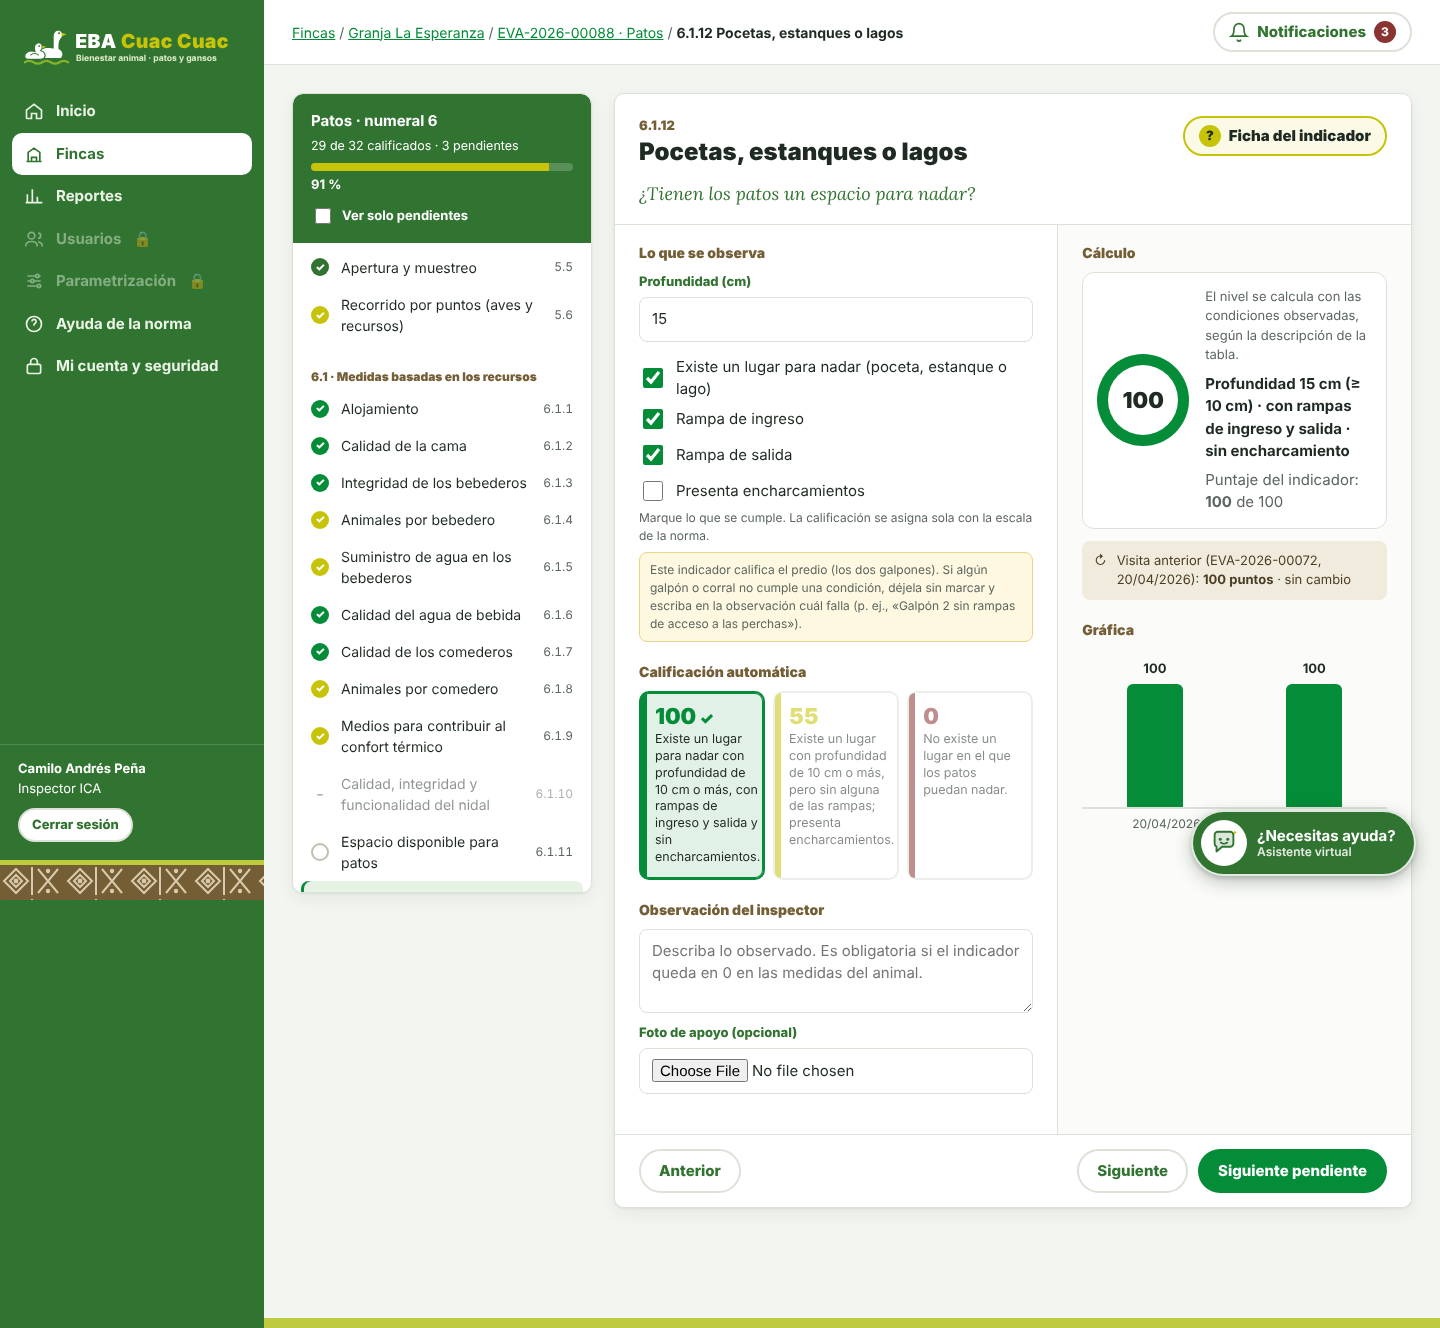 EBA Cuac Cuac
Bienestar animal · patos y gansos
Inicio
Fincas
Reportes
Usuarios
Parametrización
Ayuda de la norma
Mi cuenta y seguridad
Camilo Andrés Peña
Inspector ICA
Cerrar sesión
Fincas / Granja La Esperanza / EVA-2026-00088 · Patos / 6.1.12 Pocetas, estanques o lagos
Notificaciones 3
Patos · numeral 6
29 de 32 calificados · 3 pendientes
91 %
Ver solo pendientes
Apertura y muestreo 5.5
Recorrido por puntos (aves y
recursos) 5.6
6.1 · Medidas basadas en los recursos
Alojamiento 6.1.1
Calidad de la cama 6.1.2
Integridad de los bebederos 6.1.3
Animales por bebedero 6.1.4
Suministro de agua en los
bebederos 6.1.5
Calidad del agua de bebida 6.1.6
Calidad de los comederos 6.1.7
Animales por comedero 6.1.8
Medios para contribuir al
confort térmico 6.1.9
– Calidad, integridad y
funcionalidad del nidal 6.1.10
Espacio disponible para
patos 6.1.11
6.1.12
Pocetas, estanques o lagos
¿Tienen los patos un espacio para nadar?
? Ficha del indicador
Lo que se observa
Profundidad (cm)
15
Existe un lugar para nadar (poceta, estanque o
lago)
Rampa de ingreso
Rampa de salida
Presenta encharcamientos
Marque lo que se cumple. La calificación se asigna sola con la escala
de la norma.
Este indicador califica el predio (los dos galpones). Si algún
galpón o corral no cumple una condición, déjela sin marcar y
escriba en la observación cuál falla (p. ej., «Galpón 2 sin rampas
de acceso a las perchas»).
Calificación automática
100 ✓
Existe un lugar
para nadar con
profundidad de
10 cm o más, con
rampas de
ingreso y salida y
sin
encharcamientos.
55
Existe un lugar
con profundidad
de 10 cm o más,
pero sin alguna
de las rampas;
presenta
encharcamientos.
0
No existe un
lugar en el que
los patos
puedan nadar.
Observación del inspector
Describa lo observado. Es obligatoria si el indicador
queda en 0 en las medidas del animal.
Foto de apoyo (opcional)
Choose File No file chosen
Anterior
Siguiente
Siguiente pendiente
Cálculo
100
El nivel se calcula con las
condiciones observadas,
según la descripción de la
tabla.
Profundidad 15 cm (≥
10 cm) · con rampas
de ingreso y salida ·
sin encharcamiento
Puntaje del indicador:
100 de 100
↻ Visita anterior (EVA-2026-00072,
20/04/2026): 100 puntos · sin cambio
Gráfica
100 100
20/04/2026
¿Necesitas ayuda?
Asistente virtual